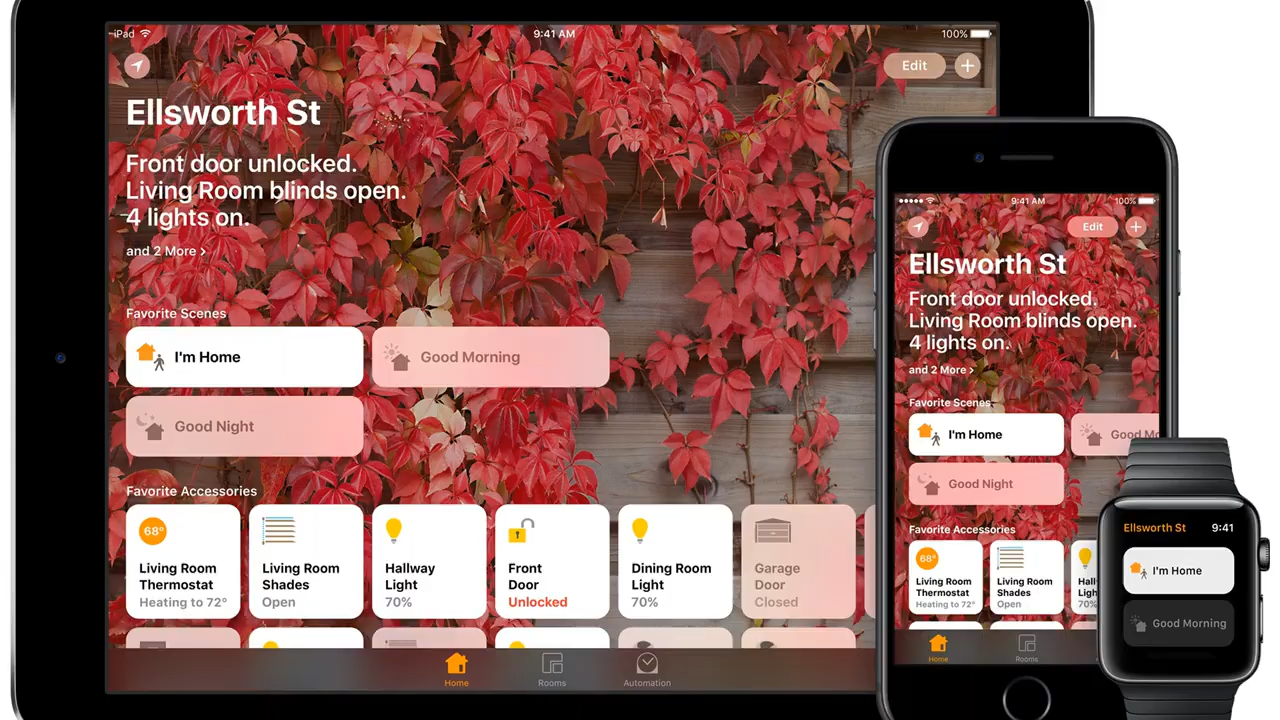 iPad
9:41 AM
100%
Edit
+
Ellsworth St
Front door unlocked.
Living Room blinds open.
4 lights on.
and 2 More >
Favorite Scenes
I'm Home
Good Morning
Good Night
Favorite Accessories
68°
Living Room
Thermostat
Heating to 72°
Living Room
Shades
Open
Hallway
Light
70%
Front
Door
Unlocked
Dining Room
Light
70%
Garage
Door
Closed
Home
Rooms
Automation
9:41 AM
100%
Edit
+
Ellsworth St
Front door unlocked.
Living Room blinds open.
4 lights on.
and 2 More >
Favorite Scenes
I'm Home
Good Mo
Good Night
Favorite Accessories
68°
Living Room
Thermostat
Heating to 72°
Living Room
Shades
Open
Hall
Ligh
70%
Home
Rooms
Ellsworth St
9:41
I'm Home
Good Morning